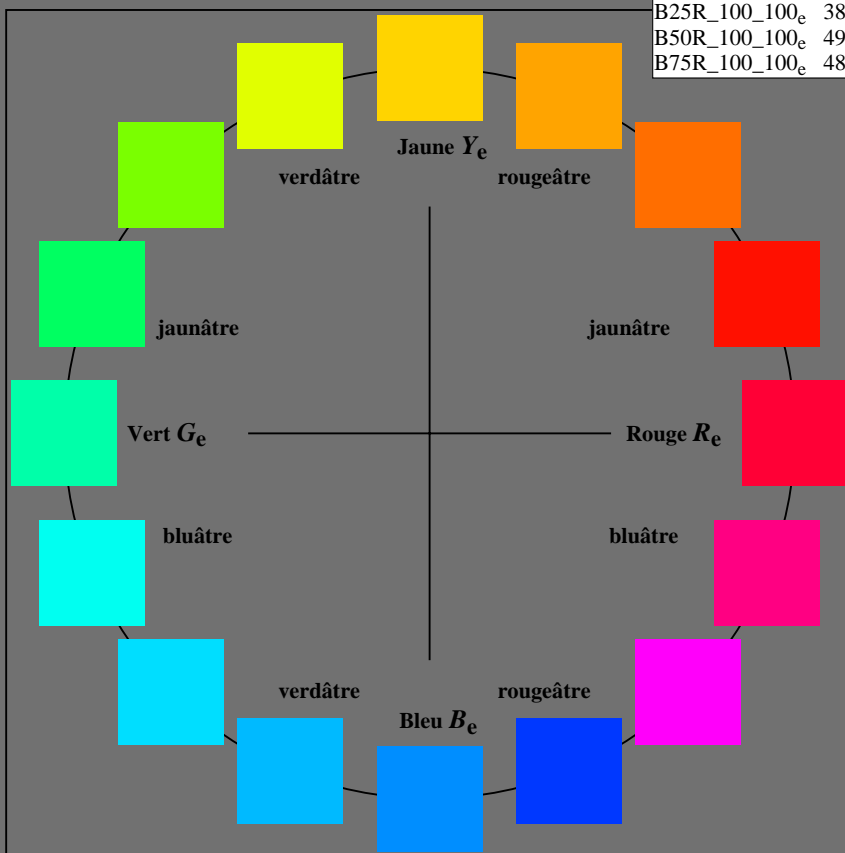 B25R_100_100e 38
B50R_100_100e 49
B75R_100_100e 48
Jaune Ye
verdâtre rougeâtre
jaunâtre jaunâtre
Vert Ge Rouge Re
bluâtre bluâtre
verdâtre rougeâtre
Bleu Be